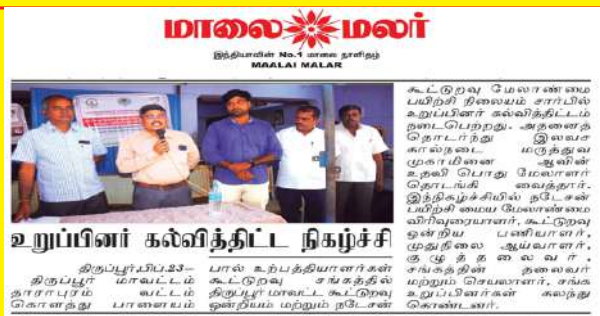 மாலை மலர்
இந்தியாவின் No.1 மாலை நாளிதழ்
MAALAI MALAR
உறுப்பினர் கல்வித்திட்ட நிகழ்ச்சி
திருப்பூர்,பிப்.23–
திருப்பூர் மாவட்டம்
தாராபுரம் வட்டம்
கொளத்து பாளையம்
பால் உற்பத்தியாளர்கள்
கூட்டுறவு சங்கத்தில்
திருப்பூர் மாவட்ட கூட்டுறவு
ஒன்றியம் மற்றும் நடேசன்
கூட்டுறவு மேலாண்மை
பயிற்சி நிலையம் சார்பில்
உறுப்பினர் கல்வித்திட்டம்
நடைபெற்றது. அதனைத்
தொடர்ந்து இலவச
கால்நடை மருத்துவ
முகாமினை ஆவின்
உதவி பொது மேலாளர்
தொடங்கி வைத்தார்.
இந்நிகழ்ச்சியில் நடேசன்
பயிற்சி மைய மேலாண்மை
விரிவுரையாளர், கூட்டுறவு
ஒன்றிய பணியாளர்,
முதுநிலை ஆய்வாளர்,
குழுத்தலைவர்,
சங்கத்தின் தலைவர்
மற்றும் செயலாளர், சங்க
உறுப்பினர்கள் கலந்து
கொண்டனர்.